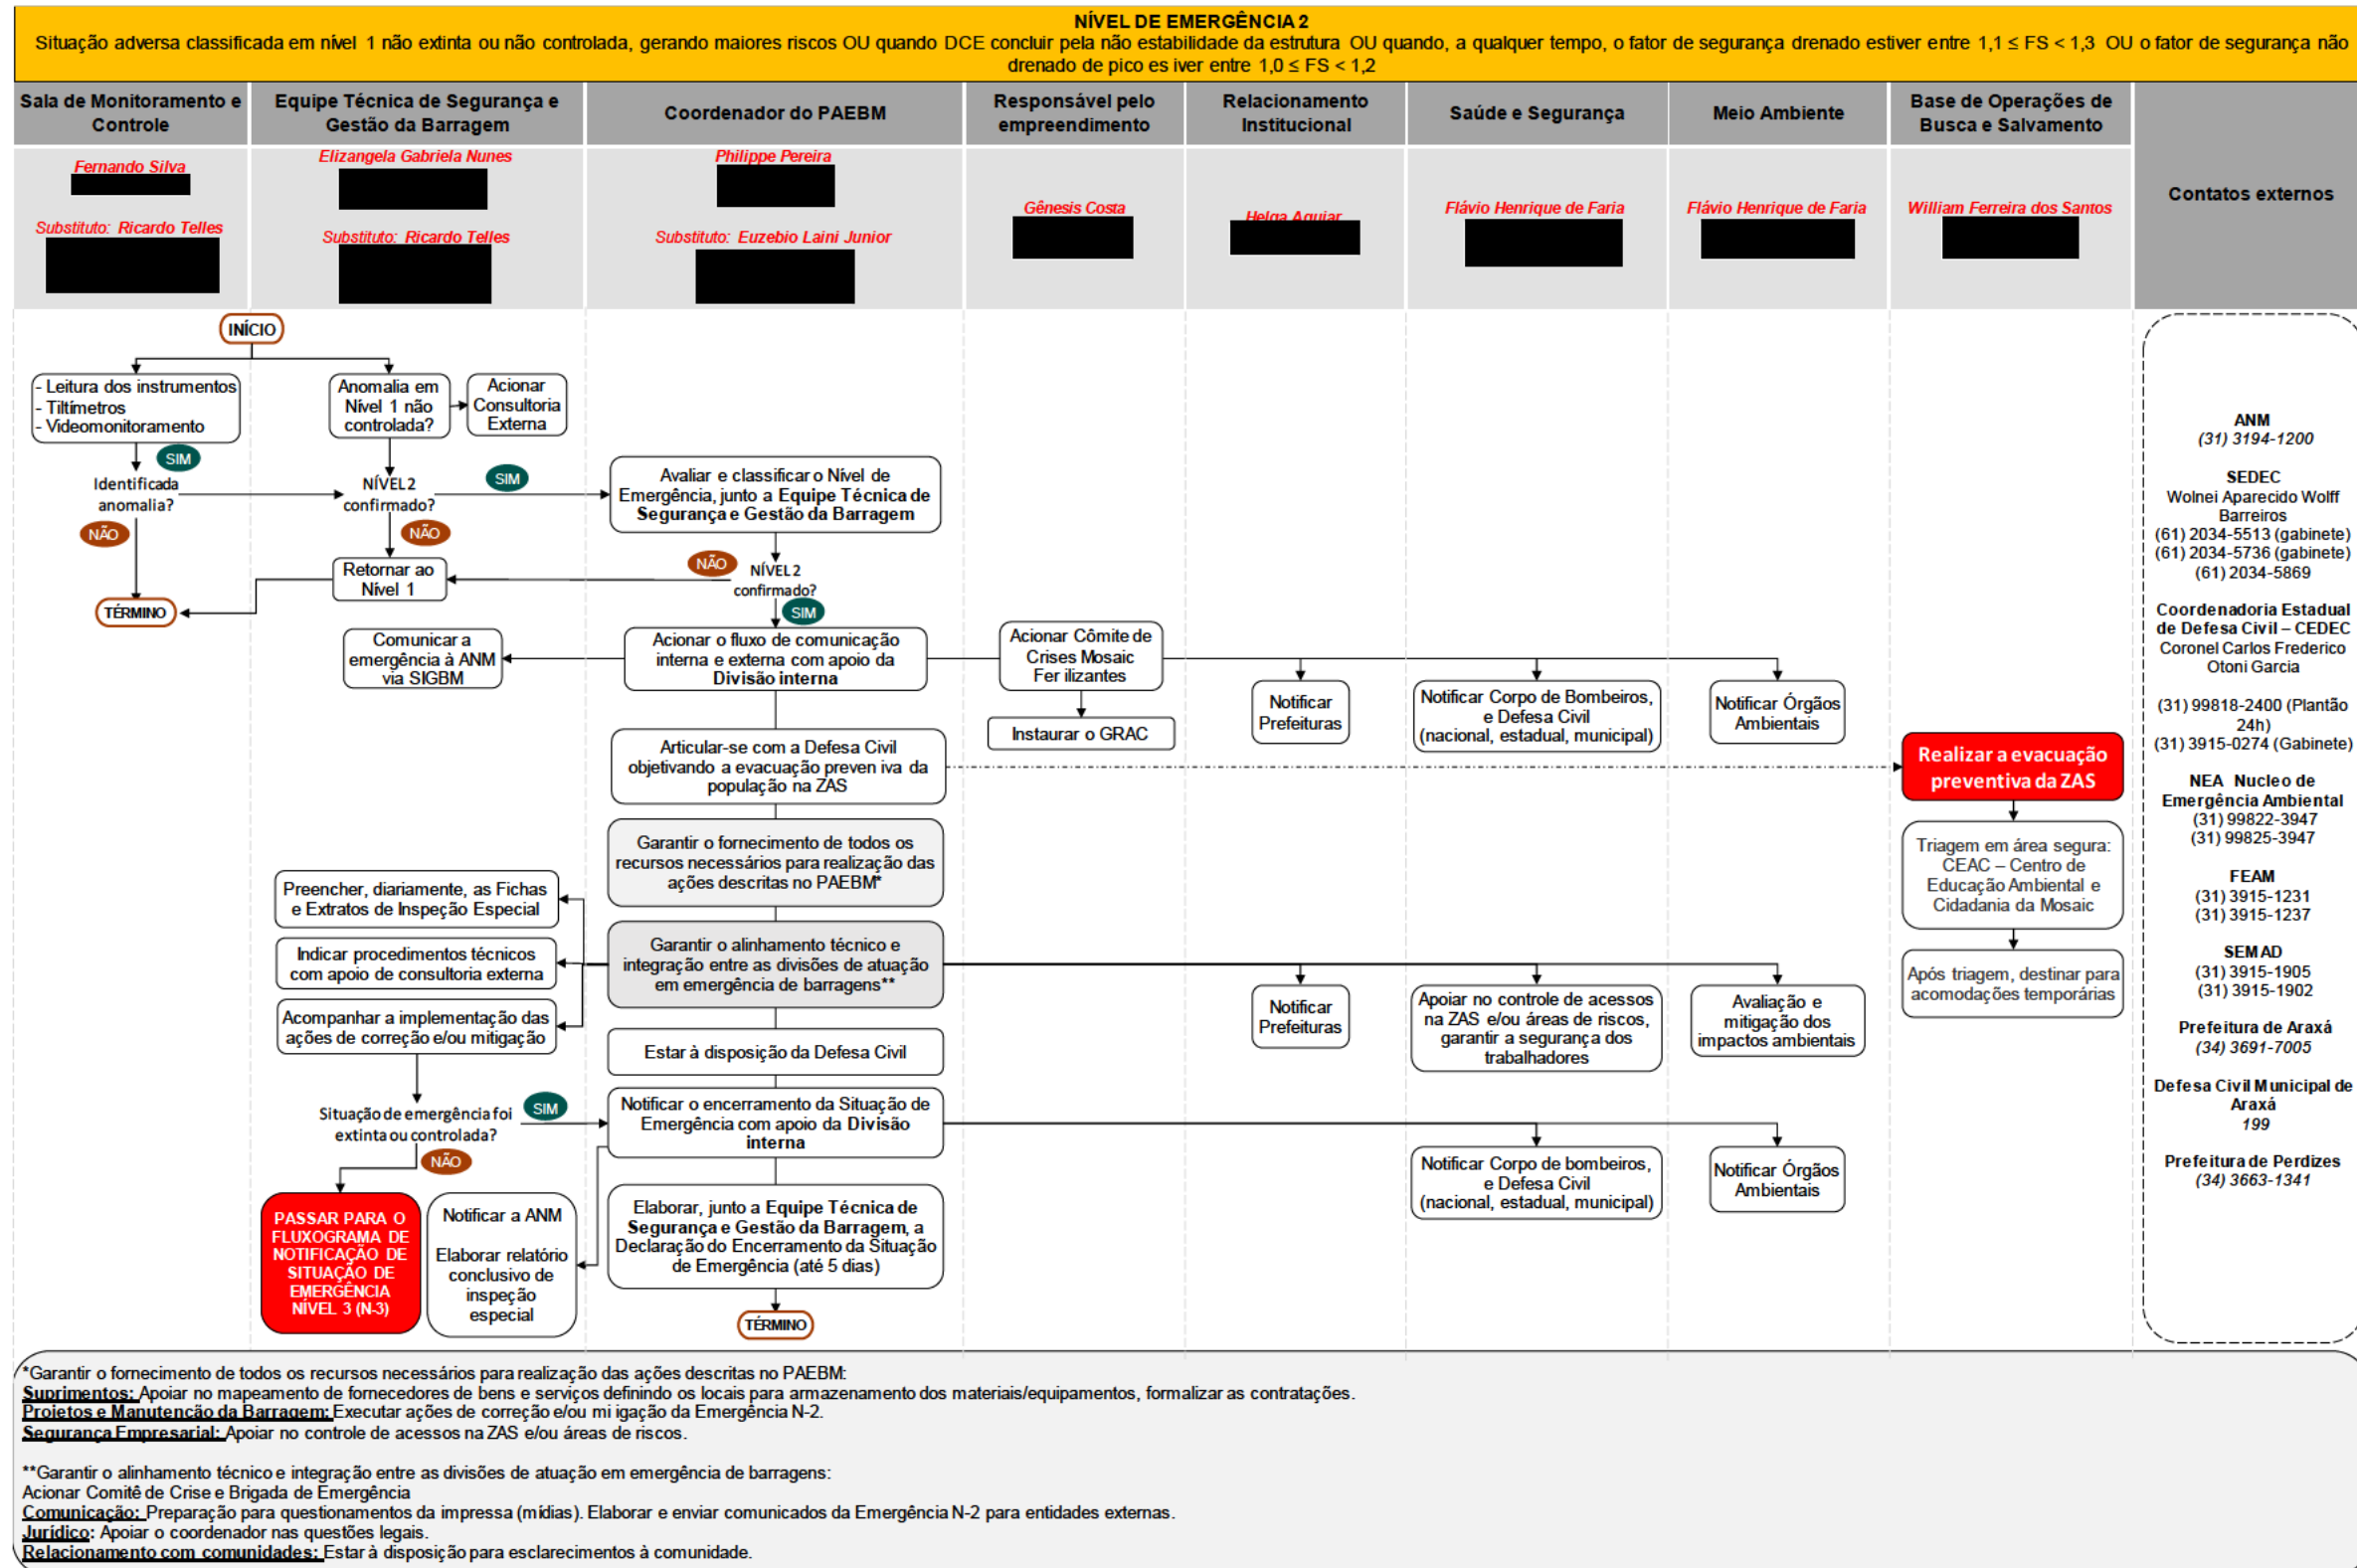 NÍVEL DE EMERGÊNCIA 2
Situação adversa classificada em nível 1 não extinta ou não controlada, gerando maiores riscos OU quando DCE concluir pela não estabilidade da estrutura OU quando, a qualquer tempo, o fator de segurança drenado estiver entre 1,1 ≤ FS < 1,3 OU o fator de segurança não
drenado de pico es iver entre 1,0 ≤ FS < 1,2
Sala de Monitoramento e
Controle
Equipe Técnica de Segurança e
Gestão da Barragem
Coordenador do PAEBM
Responsável pelo
empreendimento
Relacionamento
Institucional
Saúde e Segurança
Meio Ambiente
Base de Operações de
Busca e Salvamento
Contatos externos
Fernando Silva
Substituto: Ricardo Telles
Elizangela Gabriela Nunes
Substituto: Ricardo Telles
Philippe Pereira
Substituto: Euzebio Laini Junior
Gênesis Costa
Helga Aguiar
Flávio Henrique de Faria
Flávio Henrique de Faria
William Ferreira dos Santos
INÍCIO
- Leitura dos instrumentos
- Tiltímetros
- Videomonitoramento
Anomalia em
Nível 1 não
controlada?
Acionar
Consultoria
Externa
SIM
Identificada
anomalia?
NÃO
NÍVEL 2
confirmado?
SIM
NÃO
Avaliar e classificar o Nível de
Emergência, junto a Equipe Técnica de
Segurança e Gestão da Barragem
Retornar ao
Nível 1
NÃO
NÍVEL 2
confirmado?
SIM
TÉRMINO
Comunicar a
emergência à ANM
via SIGBM
Acionar o fluxo de comunicação
interna e externa com apoio da
Divisão interna
Acionar Cômite de
Crises Mosaic
Fer ilizantes
Instaurar o GRAC
Notificar
Prefeituras
Notificar Corpo de Bombeiros,
e Defesa Civil
(nacional, estadual, municipal)
Notificar Órgãos
Ambientais
Articular-se com a Defesa Civil
objetivando a evacuação preven iva da
população na ZAS
Realizar a evacuação
preventiva da ZAS
Garantir o fornecimento de todos os
recursos necessários para realização das
ações descritas no PAEBM*
Triagem em área segura:
CEAC – Centro de
Educação Ambiental e
Cidadania da Mosaic
Preencher, diariamente, as Fichas
e Extratos de Inspeção Especial
Indicar procedimentos técnicos
com apoio de consultoria externa
Acompanhar a implementação das
ações de correção e/ou mitigação
Garantir o alinhamento técnico e
integração entre as divisões de atuação
em emergência de barragens**
Notificar
Prefeituras
Apoiar no controle de acessos
na ZAS e/ou áreas de riscos,
garantir a segurança dos
trabalhadores
Avaliação e
mitigação dos
impactos ambientais
Após triagem, destinar para
acomodações temporárias
Estar à disposição da Defesa Civil
Situação de emergência foi
extinta ou controlada?
SIM
NÃO
Notificar o encerramento da Situação de
Emergência com apoio da Divisão
interna
Notificar Corpo de bombeiros,
e Defesa Civil
(nacional, estadual, municipal)
Notificar Órgãos
Ambientais
PASSAR PARA O
FLUXOGRAMA DE
NOTIFICAÇÃO DE
SITUAÇÃO DE
EMERGÊNCIA
NÍVEL 3 (N-3)
Notificar a ANM
Elaborar relatório
conclusivo de
inspeção
especial
Elaborar, junto a Equipe Técnica de
Segurança e Gestão da Barragem, a
Declaração do Encerramento da Situação
de Emergência (até 5 dias)
TÉRMINO
ANM
(31) 3194-1200
SEDEC
Wolnei Aparecido Wolff
Barreiros
(61) 2034-5513 (gabinete)
(61) 2034-5736 (gabinete)
(61) 2034-5869
Coordenadoria Estadual
de Defesa Civil – CEDEC
Coronel Carlos Frederico
Otoni Garcia
(31) 99818-2400 (Plantão
24h)
(31) 3915-0274 (Gabinete)
NEA Nucleo de
Emergência Ambiental
(31) 99822-3947
(31) 99825-3947
FEAM
(31) 3915-1231
(31) 3915-1237
SEMAD
(31) 3915-1905
(31) 3915-1902
Prefeitura de Araxá
(34) 3691-7005
Defesa Civil Municipal de
Araxá
199
Prefeitura de Perdizes
(34) 3663-1341
*Garantir o fornecimento de todos os recursos necessários para realização das ações descritas no PAEBM:
Suprimentos: Apoiar no mapeamento de fornecedores de bens e serviços definindo os locais para armazenamento dos materiais/equipamentos, formalizar as contratações.
Projetos e Manutenção da Barragem: Executar ações de correção e/ou mi igação da Emergência N-2.
Segurança Empresarial: Apoiar no controle de acessos na ZAS e/ou áreas de riscos.
**Garantir o alinhamento técnico e integração entre as divisões de atuação em emergência de barragens:
Acionar Comitê de Crise e Brigada de Emergência
Comunicação: Preparação para questionamentos da impressa (mídias). Elaborar e enviar comunicados da Emergência N-2 para entidades externas.
Jurídico: Apoiar o coordenador nas questões legais.
Relacionamento com comunidades: Estar à disposição para esclarecimentos à comunidade.